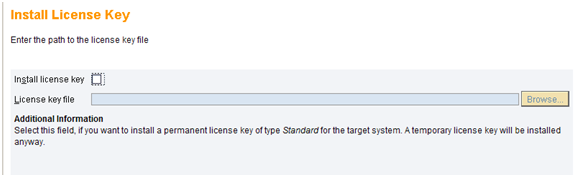 Install License Key
Enter the path to the license key file
Install license key
License key file
Browse...
Additional Information
Select this field, if you want to install a permanent license key of type Standard for the target system. A temporary license key will be installed
anyway.